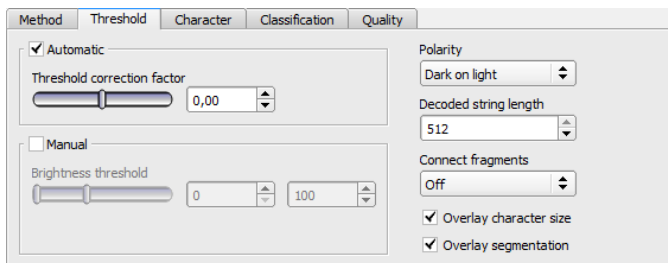 Method Threshold Character Classification Quality
Automatic
Threshold correction factor
0,00
Manual
Brightness threshold
0 100
Polarity
Dark on light
Decoded string length
512
Connect fragments
Off
Overlay character size
Overlay segmentation